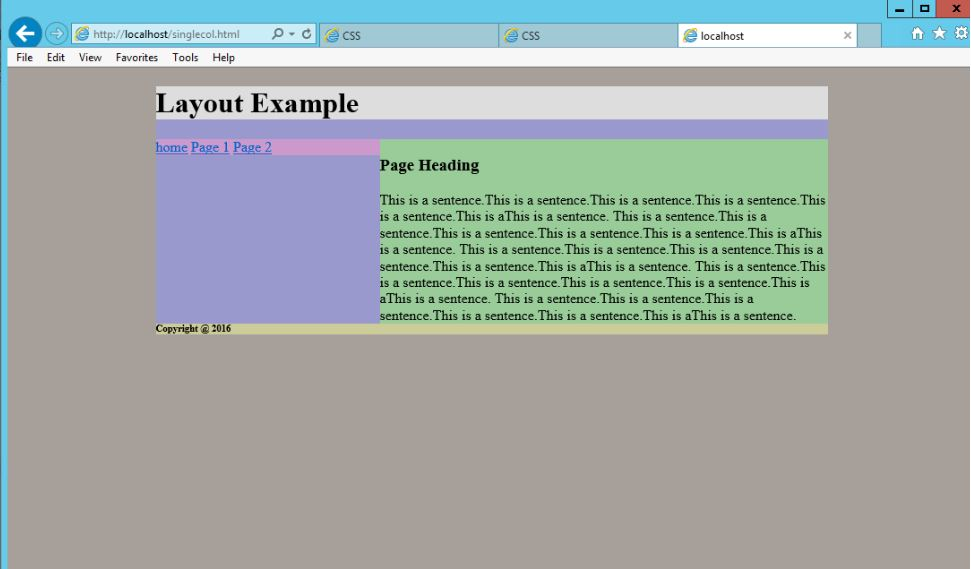 http://localhost/singlecol.html
CSS
CSS
localhost
File Edit View Favorites Tools Help
Layout Example
home Page 1 Page 2
Page Heading
This is a sentence.This is a sentence.This is a sentence.This is a sentence.This
is a sentence.This is aThis is a sentence. This is a sentence.This is a
sentence.This is a sentence.This is a sentence.This is a sentence.This is aThis
is a sentence. This is a sentence.This is a sentence.This is a sentence.This is a
sentence.This is a sentence.This is aThis is a sentence. This is a sentence.This
is a sentence.This is a sentence.This is a sentence.This is a sentence.This is
aThis is a sentence. This is a sentence.This is a sentence.This is a
sentence.This is a sentence.This is a sentence.This is aThis is a sentence.
Copyright @ 2016